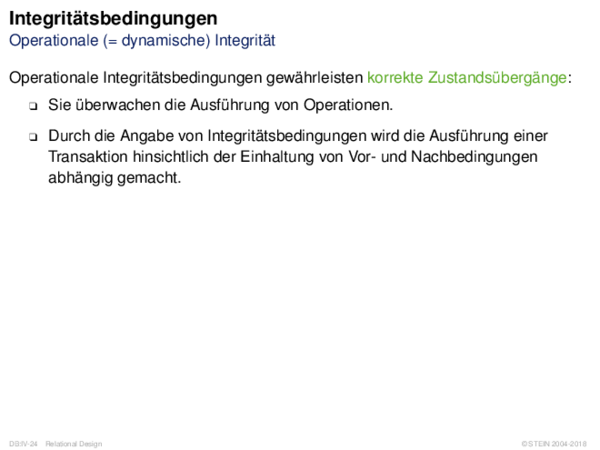 Integritätsbedingungen
Operationale (= dynamische) Integrität
Operationale Integritätsbedingungen gewährleisten korrekte Zustandsübergänge:
❑ Sie überwachen die Ausführung von Operationen.
❑ Durch die Angabe von Integritätsbedingungen wird die Ausführung einer
Transaktion hinsichtlich der Einhaltung von Vor- und Nachbedingungen
abhängig gemacht.
DB:IV-24 Relational Design
© STEIN 2004-2018